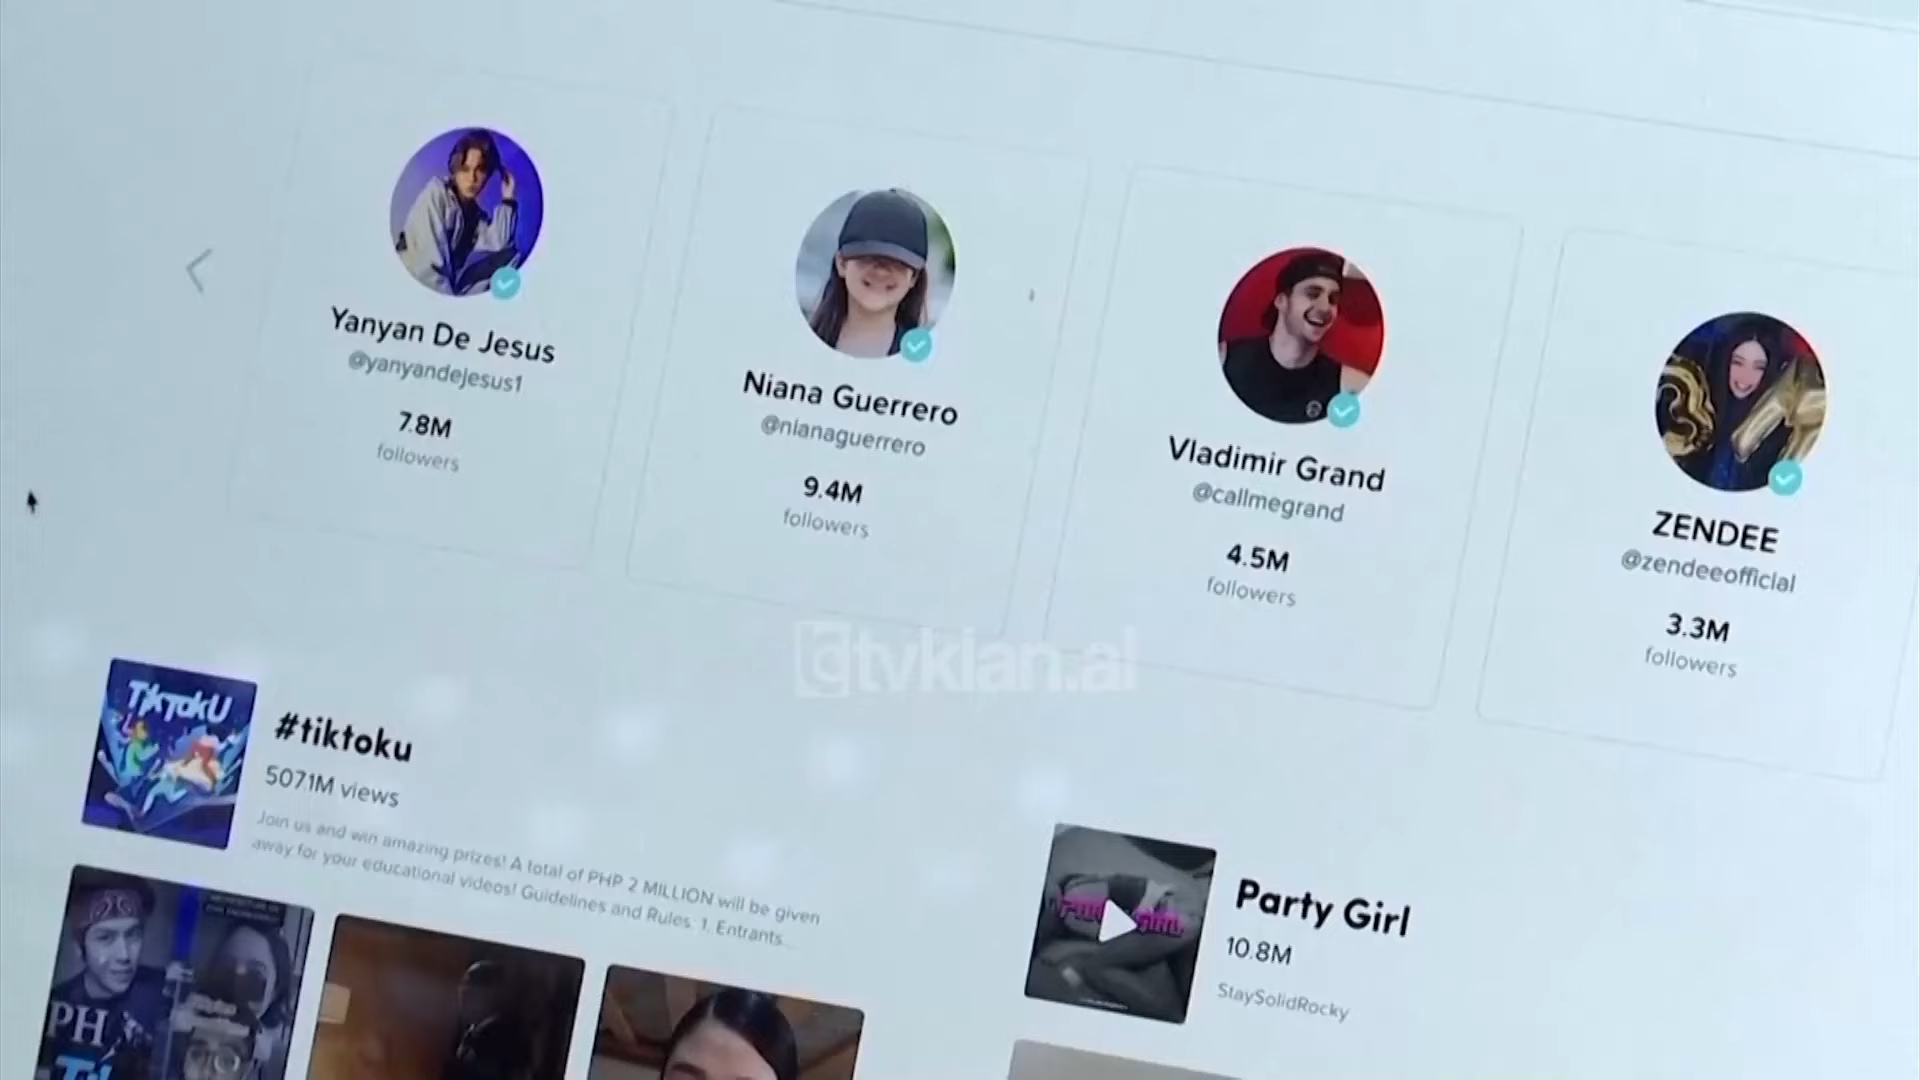 Yanyan De Jesus
@yanyandejesus1
7.8M
followers
Niana Guerrero
@nianaguerrero
9.4M
followers
Vladimir Grand
@callmegrand
4.5M
followers
ZENDEE
@zendeeofficial
3.3M
followers
tvklan.al
TikTokU
#tiktoku
507.1M views
Join us and win amazing prizes! A total of PHP 2 MILLION will be given
away for your educational videos! Guidelines and Rules: 1. Entrants...
PH
Party Girl
10.8M
StaySolidRocky